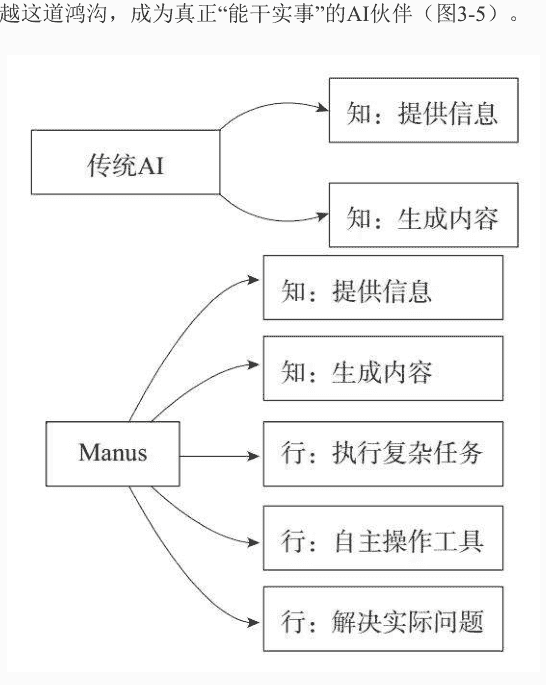 越这道鸿沟，成为真正“能干实事”的AI伙伴（图3-5）。
知：提供信息
传统AI
知：生成内容
知：提供信息
知：生成内容
Manus
行：执行复杂任务
行：自主操作工具
行：解决实际问题